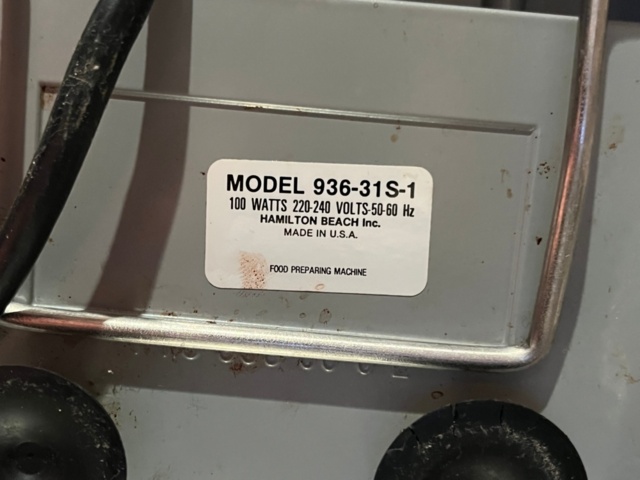 MODEL 936-31S-1
100 WATTS 220-240 VOLTS-50-60 Hz
HAMILTON BEACH Inc.
MADE IN U.S.A.
FOOD PREPARING MACHINE